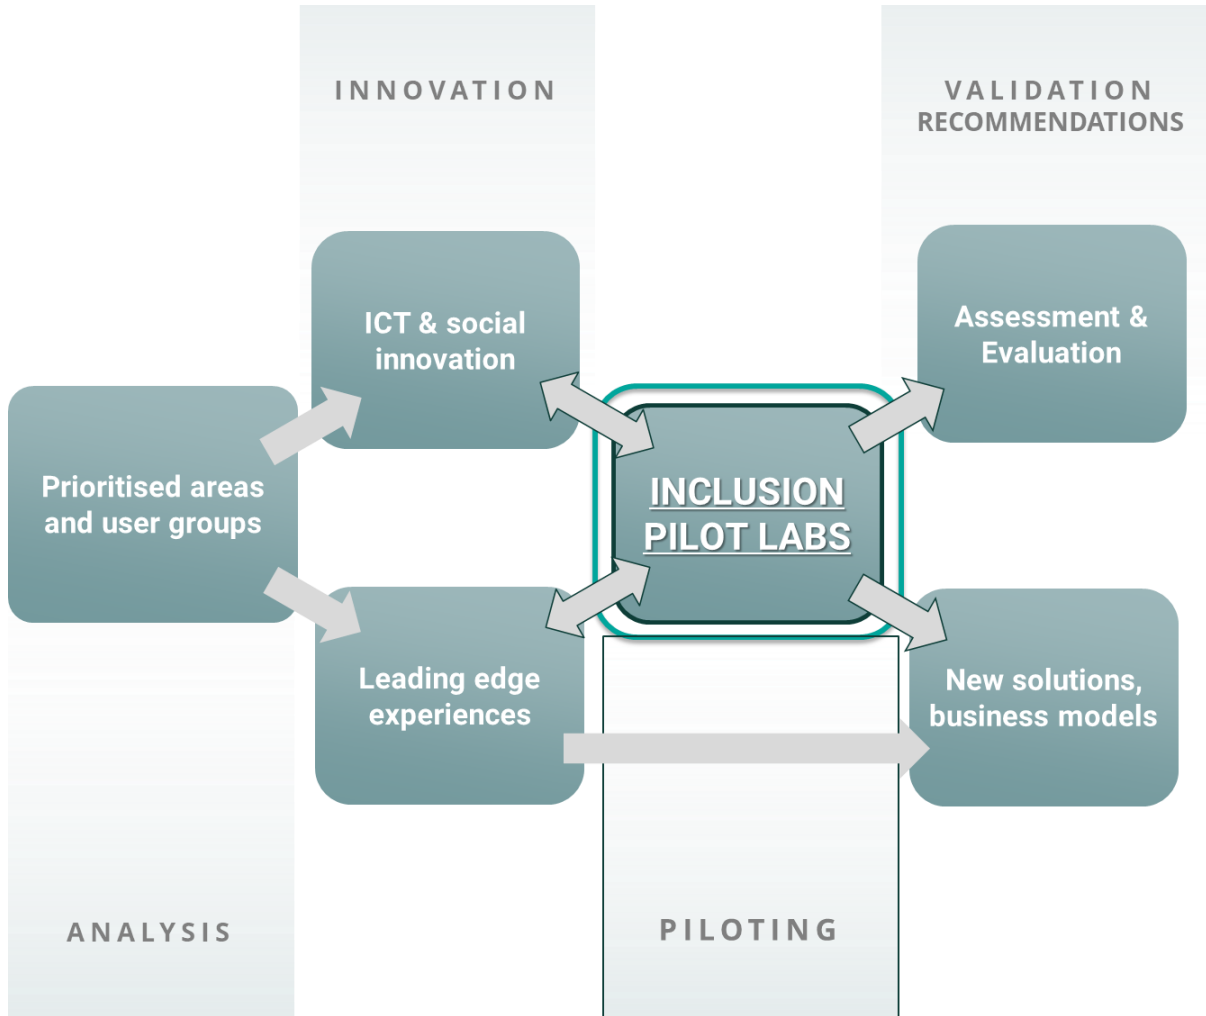 INNOVATION
VALIDATION
RECOMMENDATIONS
ICT & social
innovation
Assessment &
Evaluation
Prioritised areas
and user groups
INCLUSION
PILOT LABS
Leading edge
experiences
New solutions,
business models
ANALYSIS
PILOTING